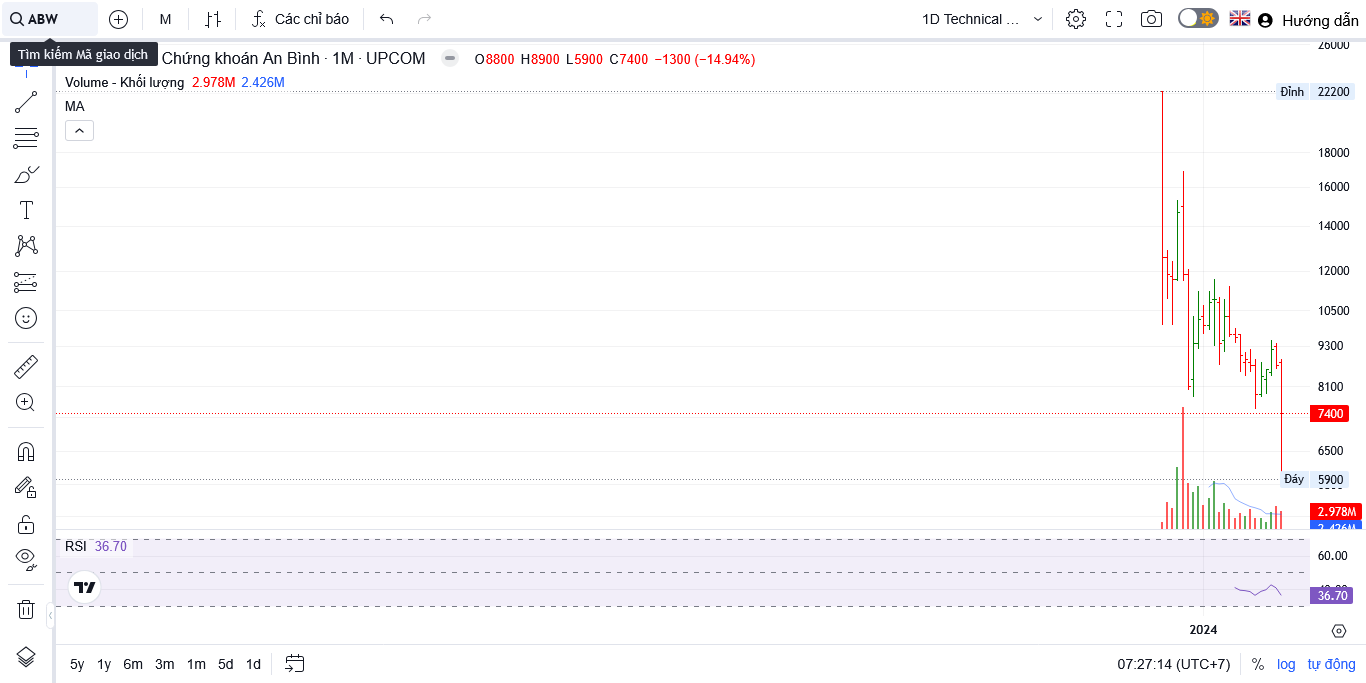 ABW
M
Các chỉ báo
1D Technical ...
Hướng dẫn
Tìm kiếm Mã giao dịch
Chứng khoán An Bình · 1M · UPCOM
O8800 H8900 L5900 C7400 −1300 (−14.94%)
Volume - Khối lượng 2.978M 2.426M
MA
26000
Đỉnh 22200
18000
16000
14000
12000
10500
9300
8100
7400
6500
Đáy 5900
2.978M
2.426M
RSI 36.70
60.00
40.00
36.70
2024
5y 1y 6m 3m 1m 5d 1d
07:27:14 (UTC+7) % log tự động